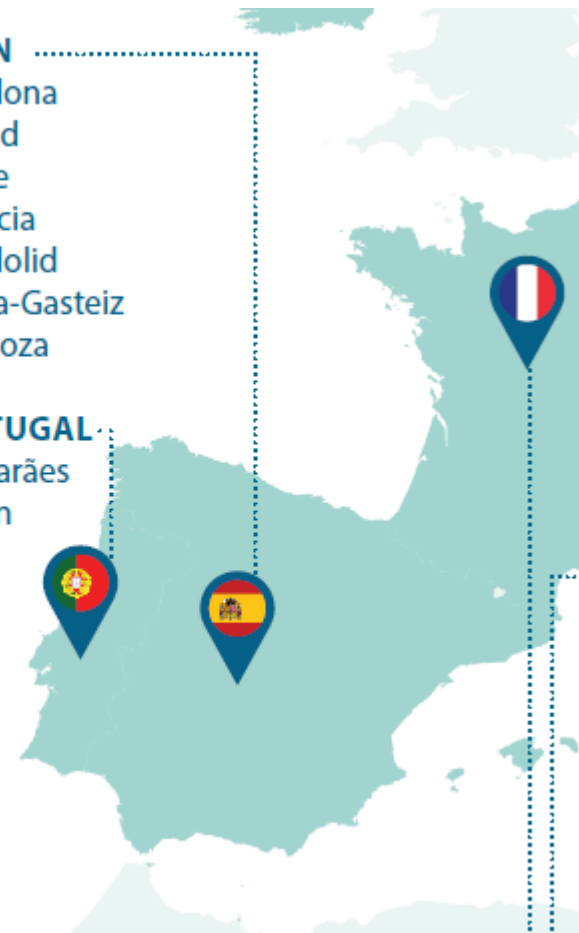 N
lona
d
e
cia
lolid
a-Gasteiz
oza
TUGAL
arães
n